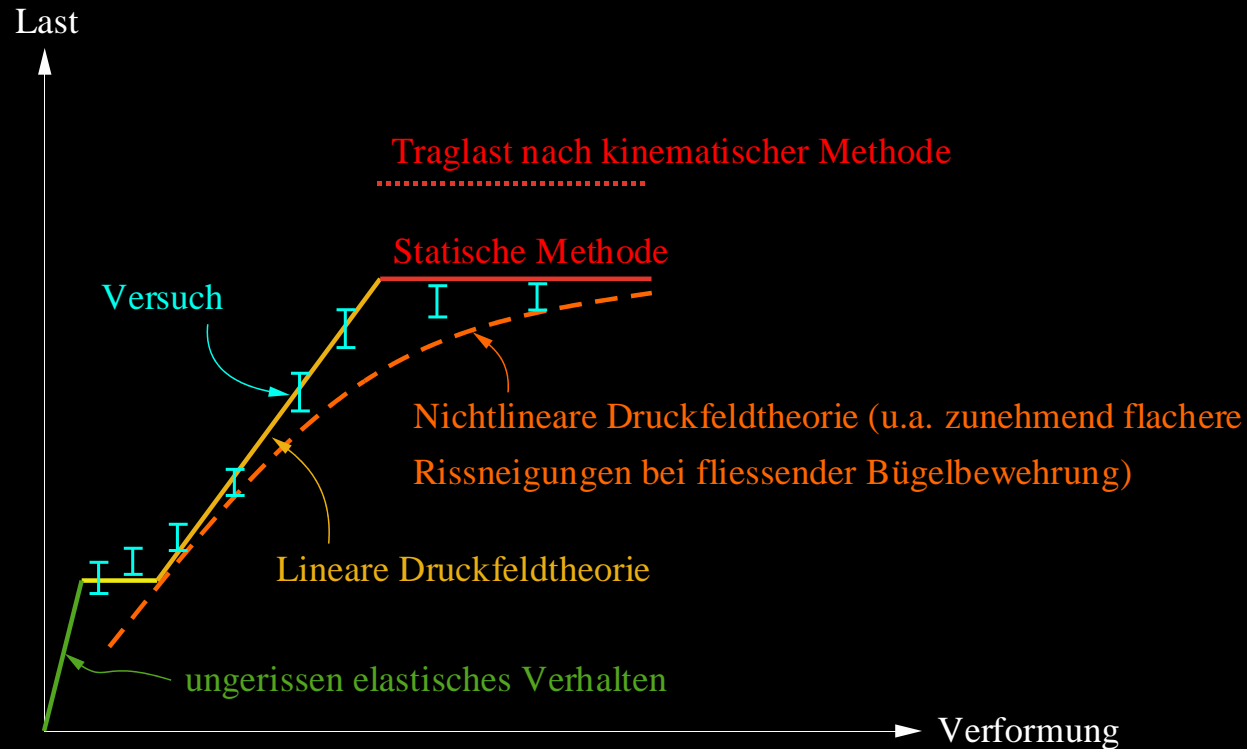 Last
Traglast nach kinematischer Methode
Statische Methode
Versuch
Nichtlineare Druckfeldtheorie (u.a. zunehmend flachere
Rissneigungen bei fliessender Bügelbewehrung)
Lineare Druckfeldtheorie
ungerissen elastisches Verhalten
Verformung